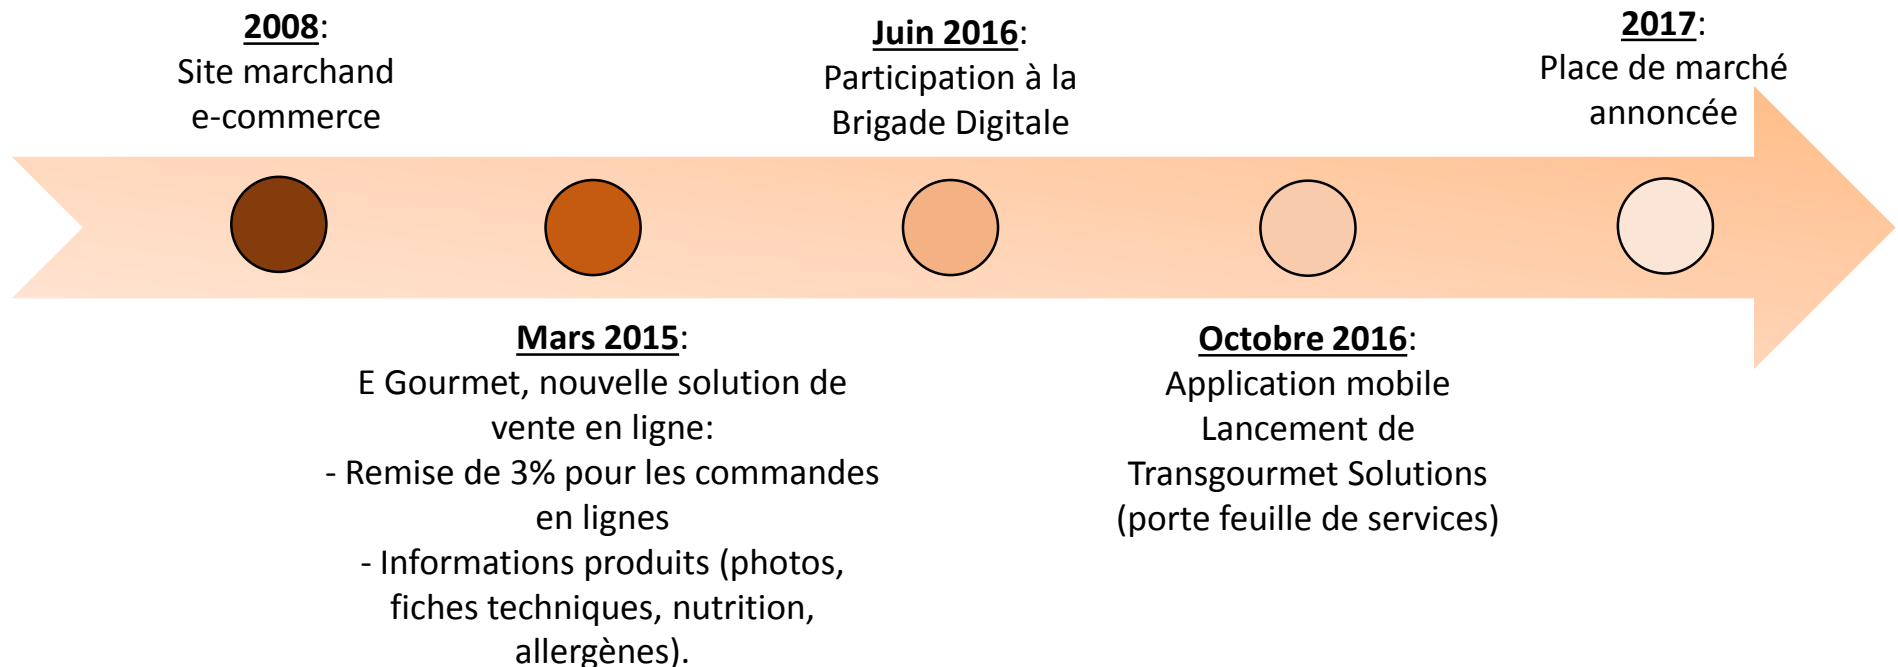 2008:
Site marchand
e-commerce
Mars 2015:
E Gourmet, nouvelle solution de
vente en ligne:
- Remise de 3% pour les commandes
en lignes
- Informations produits (photos,
fiches techniques, nutrition,
allergènes).
Juin 2016:
Participation à la
Brigade Digitale
Octobre 2016:
Application mobile
Lancement de
Transgourmet Solutions
(porte feuille de services)
2017:
Place de marché
annoncée